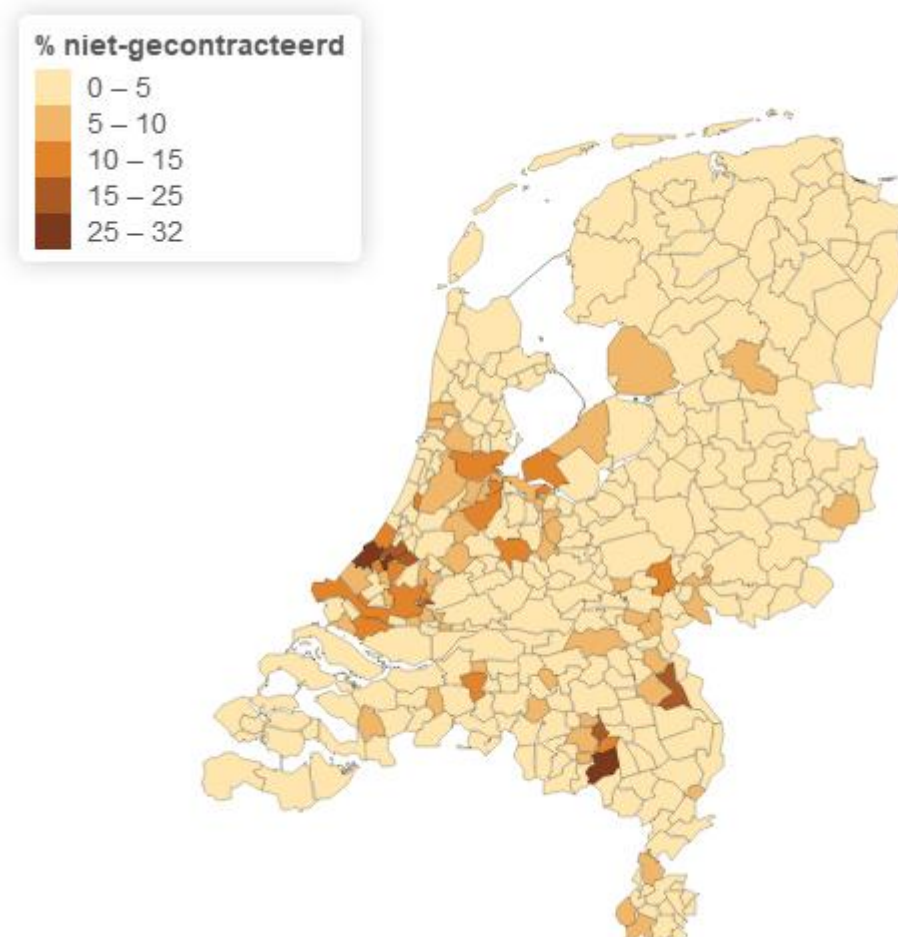 % niet-gecontracteerd
0 – 5
5 – 10
10 – 15
15 – 25
25 – 32